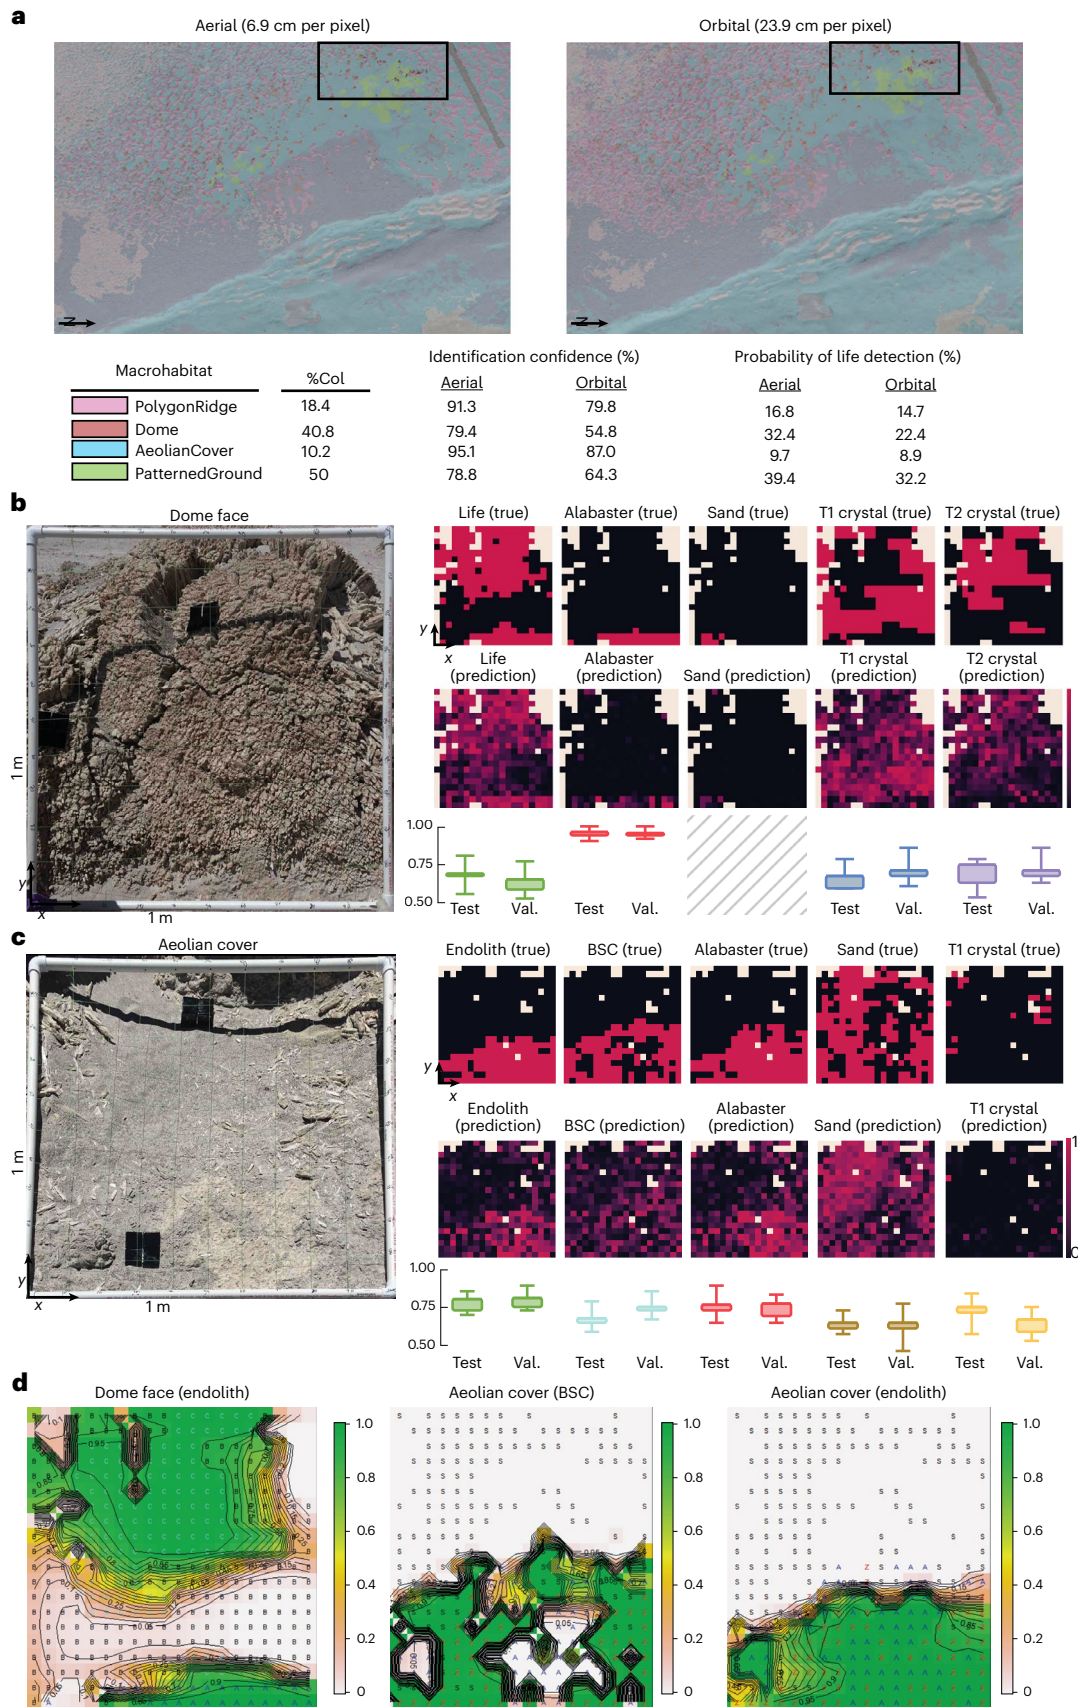 a
Aerial (6.9 cm per pixel) Orbital (23.9 cm per pixel)
N N
Macrohabitat %Col Identification confidence (%) Probability of life detection (%)
Aerial Orbital Aerial Orbital
PolygonRidge 18.4 91.3 79.8 16.8 14.7
Dome 40.8 79.4 54.8 32.4 22.4
AeolianCover 10.2 95.1 87.0 9.7 8.9
PatternedGround 50 78.8 64.3 39.4 32.2
b
Dome face
1 m
y
x
1 m
Life (true) Alabaster (true) Sand (true) T1 crystal (true) T2 crystal (true)
y
x
Life (prediction) Alabaster (prediction) Sand (prediction) T1 crystal (prediction) T2 crystal (prediction)
1.00
0.75
0.50
Test Val. Test Val. Test Val. Test Val.
c
Aeolian cover
1 m
y
x
1 m
Endolith (true) BSC (true) Alabaster (true) Sand (true) T1 crystal (true)
y
x
Endolith (prediction) BSC (prediction) Alabaster (prediction) Sand (prediction) T1 crystal (prediction)
1
0
1.00
0.75
0.50
Test Val. Test Val. Test Val. Test Val. Test Val.
d
Dome face (endolith) Aeolian cover (BSC) Aeolian cover (endolith)
1.0 1.0 1.0
0.8 0.8 0.8
0.6 0.6 0.6
0.4 0.4 0.4
0.2 0.2 0.2
0 0 0